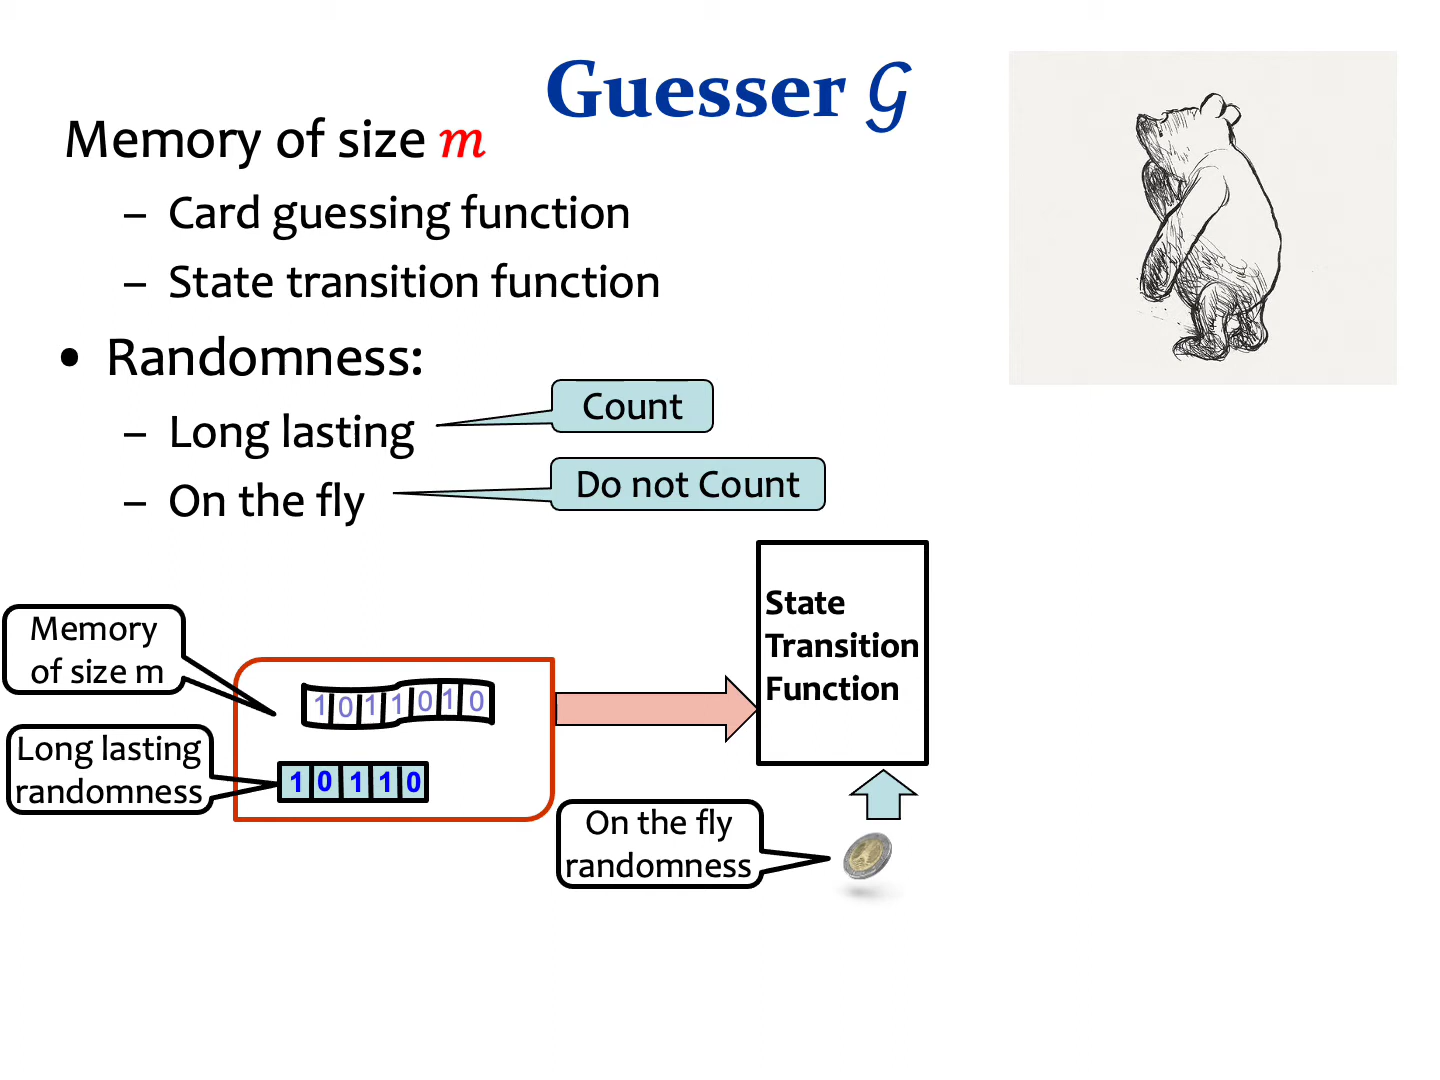 Guesser 𝒢
Memory of size m
– Card guessing function
– State transition function
• Randomness:
– Long lasting
Count
– On the fly
Do not Count
State
Transition
Function
Memory
of size m
1 0 1 1 0 1 0
Long lasting
randomness
1 0 1 1 0
On the fly
randomness